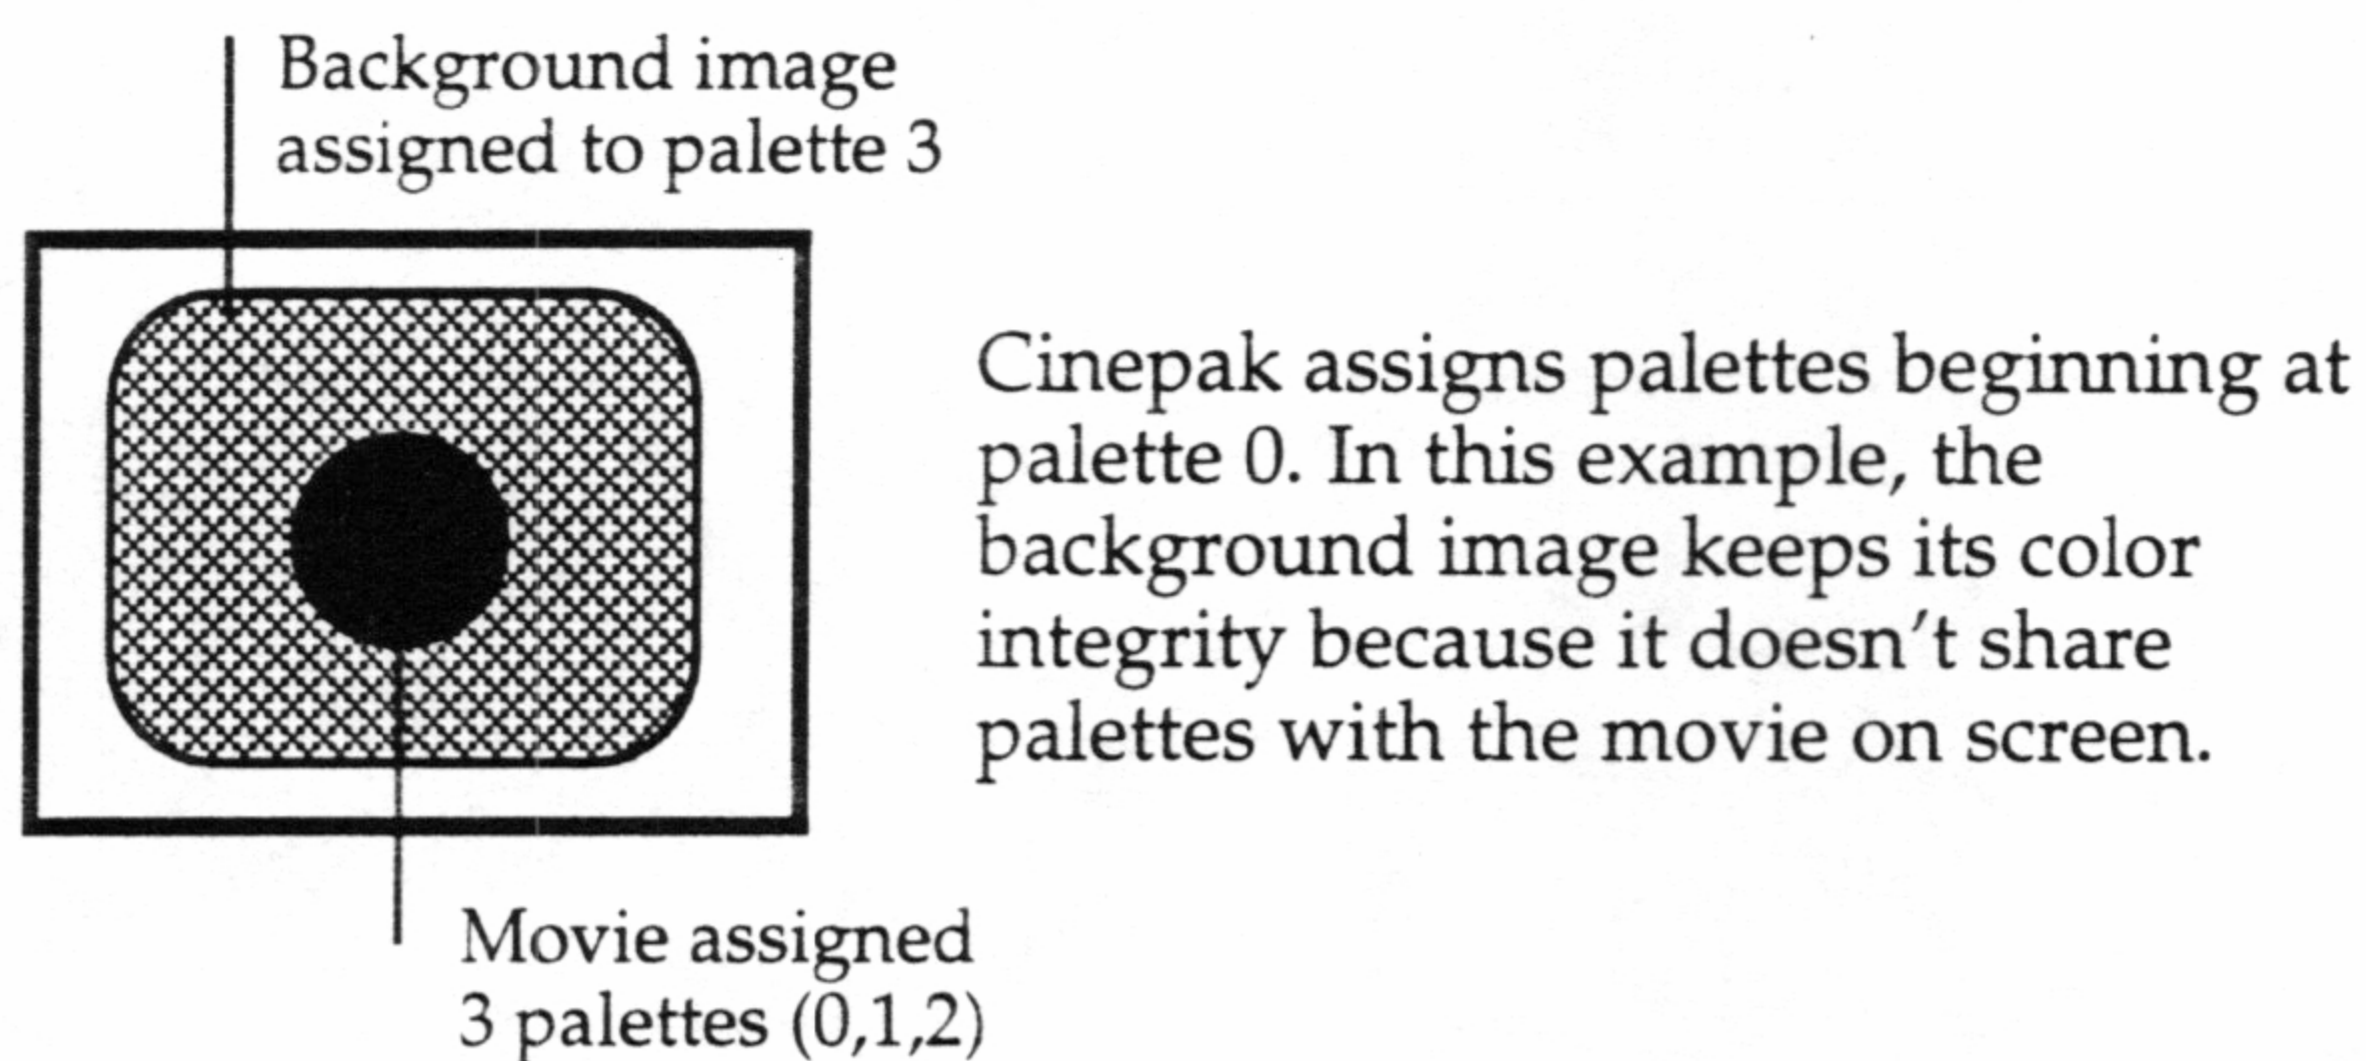 Background image
assigned to palette 3
Cinepak assigns palettes beginning at
palette 0. In this example, the
background image keeps its color
integrity because it doesn't share
palettes with the movie on screen.
Movie assigned
3 palettes (0,1,2)